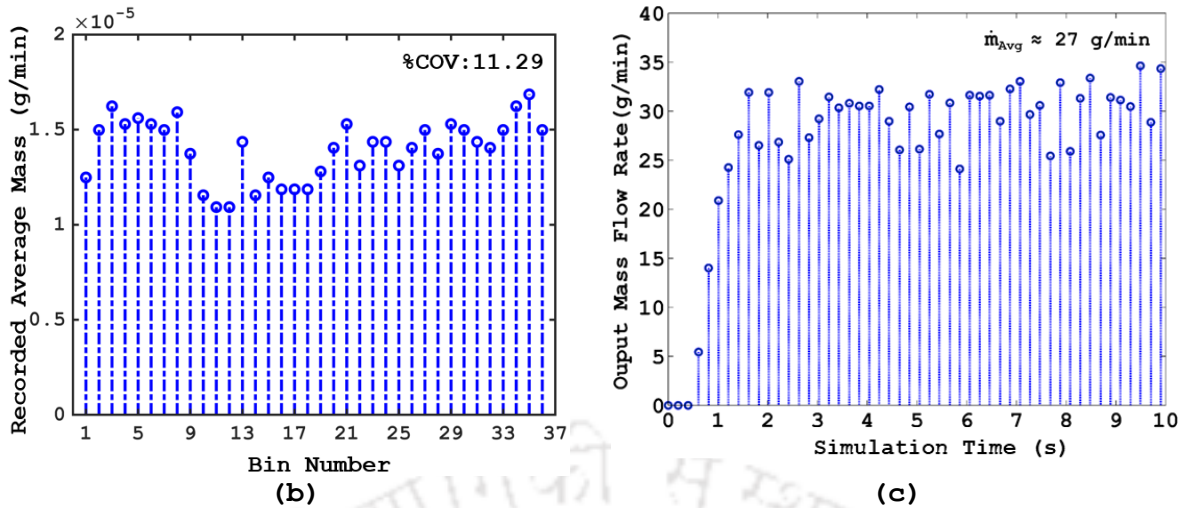 ×10⁻⁵
2
%COV:11.29
1.5
1
0.5
0
Recorded Average Mass (g/min)
1 5 9 13 17 21 25 29 33 37
Bin Number
(b)
40
ṁAvg ≈ 27 g/min
35
30
25
20
15
10
5
0
Ouput Mass Flow Rate(g/min)
0 1 2 3 4 5 6 7 8 9 10
Simulation Time (s)
(c)